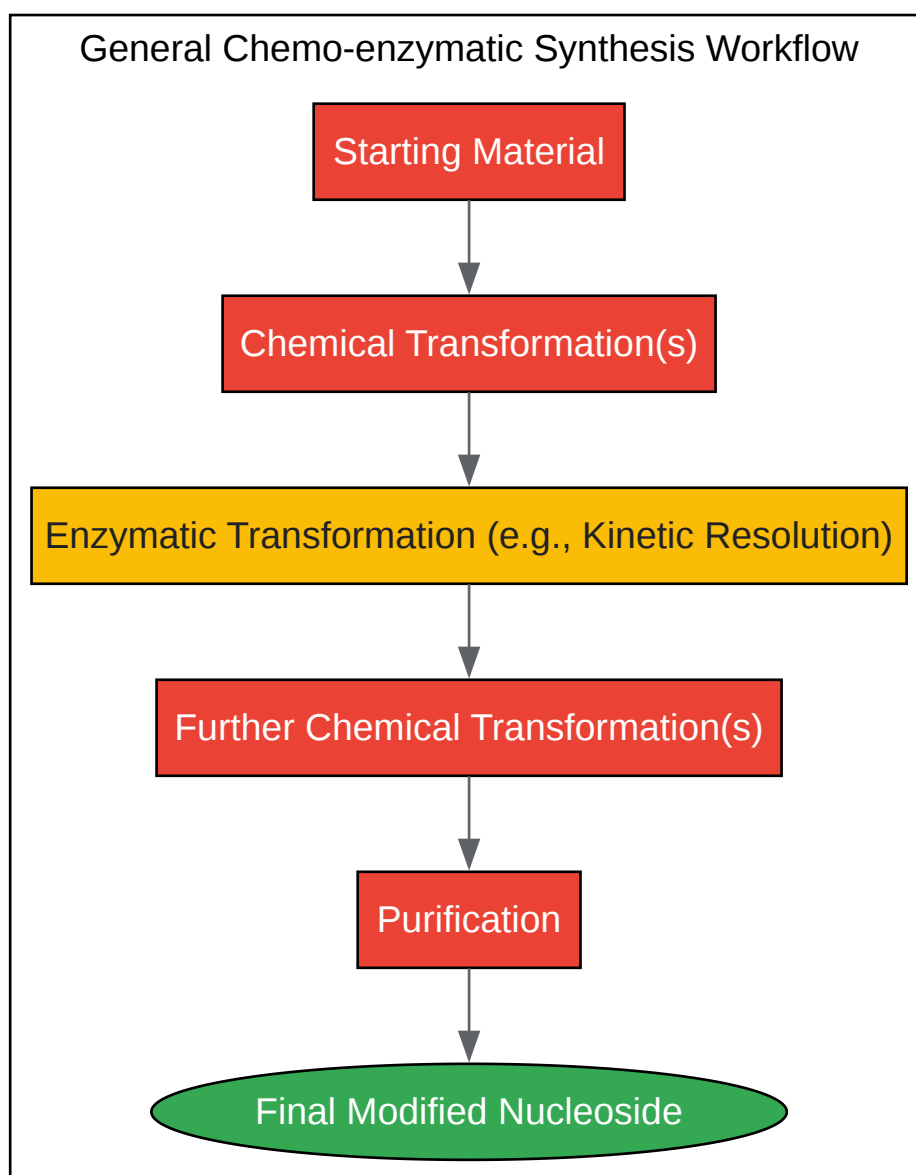 General Chemo-enzymatic Synthesis Workflow
Starting Material
Chemical Transformation(s)
Enzymatic Transformation (e.g., Kinetic Resolution)
Further Chemical Transformation(s)
Purification
Final Modified Nucleoside